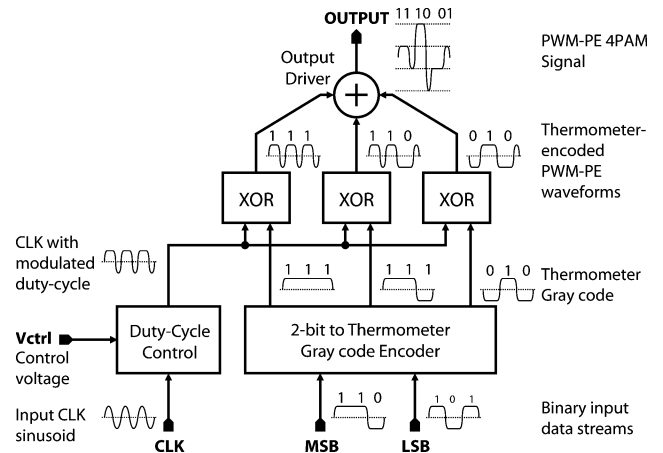 OUTPUT
11 10 01
PWM-PE 4PAM
Signal
Output
Driver
+
1 1 1
1 1 0
0 1 0
Thermometer-
encoded
PWM-PE
waveforms
XOR
XOR
XOR
CLK with
modulated
duty-cycle
1 1 1
1 1 1
0 1 0
Thermometer
Gray code
Vctrl
Control
voltage
Duty-Cycle
Control
2-bit to Thermometer
Gray code Encoder
Input CLK
sinusoid
1 1 0
1 0 1
Binary input
data streams
CLK
MSB
LSB